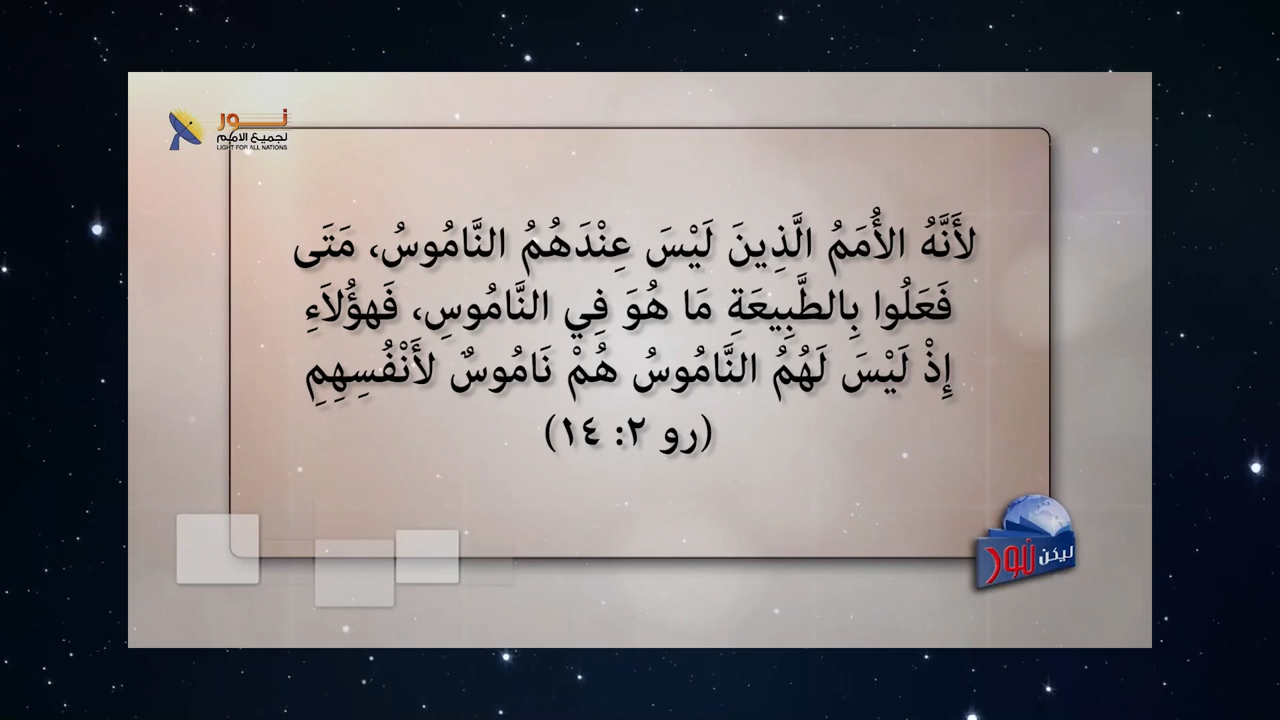 نور
لجميع الامم
LIGHT FOR ALL NATIONS
لأَنَّهُ الأُمَمُ الَّذِينَ لَيْسَ عِنْدَهُمُ النَّامُوسُ، مَتَى
فَعَلُوا بِالطَّبِيعَةِ مَا هُوَ فِي النَّامُوسِ، فَهؤُلاَءِ
إِذْ لَيْسَ لَهُمُ النَّامُوسُ هُمْ نَامُوسٌ لأَنْفُسِهِمِ
(رو ٢: ١٤)
ليكن نور